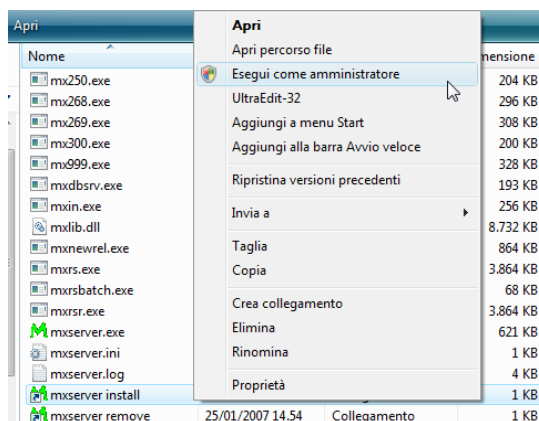 Apri
Nome
mensione
mx250.exe
204 KB
mx268.exe
296 KB
mx269.exe
308 KB
mx300.exe
200 KB
mx999.exe
328 KB
mxdbsrv.exe
193 KB
mxin.exe
256 KB
mxlib.dll
8.732 KB
mxnewrel.exe
864 KB
mxrs.exe
3.864 KB
mxrsbatch.exe
68 KB
mxrsr.exe
3.864 KB
mxserver.exe
621 KB
mxserver.ini
1 KB
mxserver.log
4 KB
mxserver install
1 KB
mxserver remove 25/01/2007 14.54 Collegamento 1 KB
Apri
Apri percorso file
Esegui come amministratore
UltraEdit-32
Aggiungi a menu Start
Aggiungi alla barra Avvio veloce
Ripristina versioni precedenti
Invia a
Taglia
Copia
Crea collegamento
Elimina
Rinomina
Proprietà